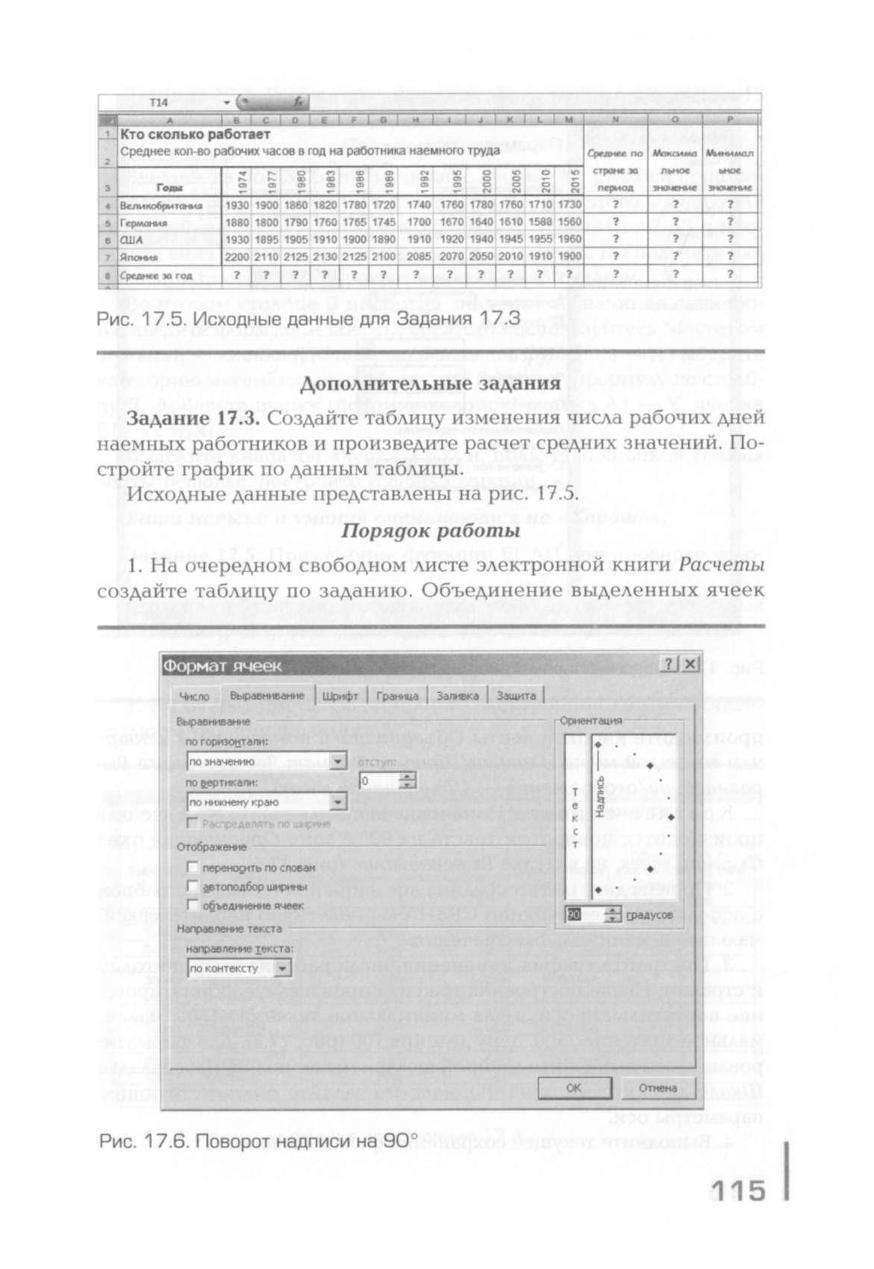 T14
A B C D E F G H I J K L M N O P
1 Кто сколько работает
2 Среднее кол-во рабочих часов в год на работника наемного труда Среднее по стране за период Максимальное значение Минимальное значение
3 Годы 1974 1977 1980 1983 1986 1989 1992 1995 2000 2005 2010 2015
4 Великобритания 1930 1900 1860 1820 1780 1720 1740 1760 1780 1760 1710 1730 ? ? ?
5 Германия 1880 1800 1790 1760 1765 1745 1700 1670 1640 1610 1588 1560 ? ? ?
6 США 1930 1895 1905 1910 1900 1890 1910 1920 1940 1945 1955 1960 ? ? ?
7 Япония 2200 2110 2125 2130 2125 2100 2085 2070 2050 2010 1910 1900 ? ? ?
8 Среднее за год ? ? ? ? ? ? ? ? ? ? ? ?
Рис. 17.5. Исходные данные для Задания 17.3
Дополнительные задания
Задание 17.3. Создайте таблицу изменения числа рабочих дней
наемных работников и произведите расчет средних значений. По-
стройте график по данным таблицы.
Исходные данные представлены на рис. 17.5.
Порядок работы
1. На очередном свободном листе электронной книги Расчеты
создайте таблицу по заданию. Объединение выделенных ячеек
Формат ячеек
Число Выравнивание Шрифт Граница Заливка Защита
Выравнивание
по горизонтали:
по значению
отступ:
по вертикали:
0
по нижнему краю
Распределять по ширине
Отображение
переносить по словам
автоподбор ширины
объединение ячеек
Направление текста
направление текста:
по контексту
Ориентация
Текст
Надпись
90 градусов
ОК Отмена
Рис. 17.6. Поворот надписи на 90°
115